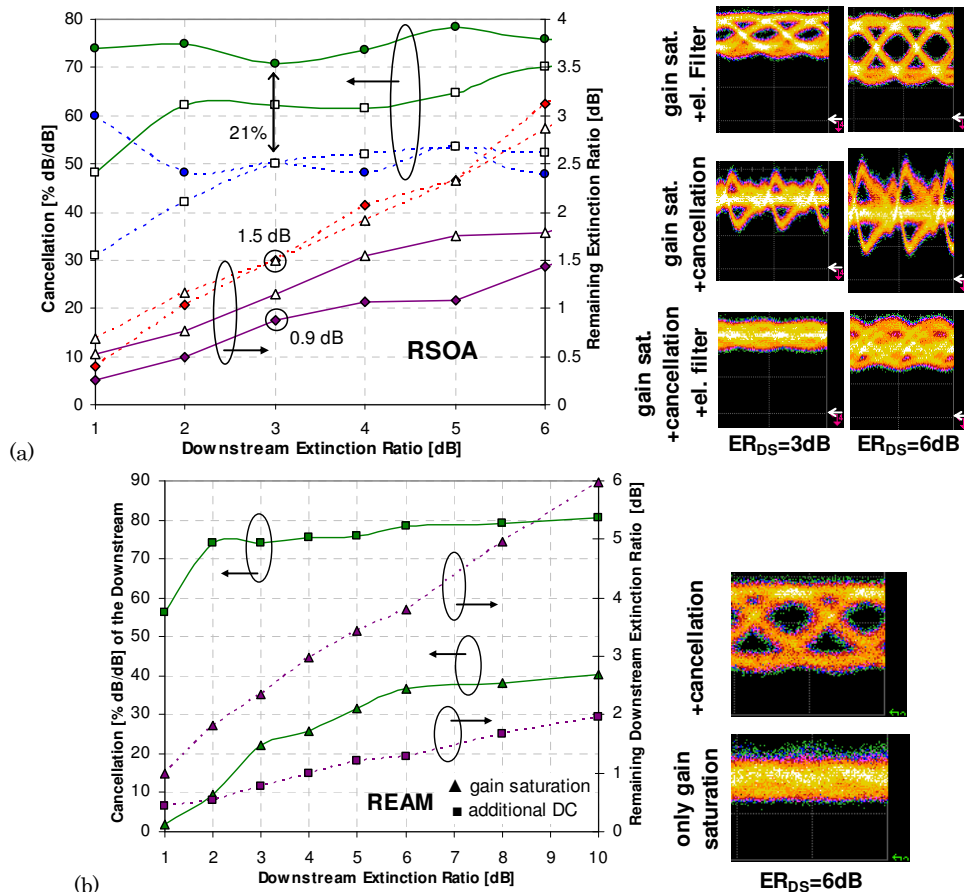 Cancellation [% dB/dB]
80
70
60
50
40
30
20
10
0
4
3.5
3
2.5
2
1.5
1
0.5
0
Remaining Extinction Ratio [dB]
21%
1.5 dB
0.9 dB
RSOA
1 2 3 4 5 6
Downstream Extinction Ratio [dB]
(a)
gain sat.
+el. Filter
gain sat.
+cancellation
gain sat.
+cancellation
+el. filter
ER_DS=3dB ER_DS=6dB
Cancellation [% dB/dB] of the Downstream
90
80
70
60
50
40
30
20
10
0
6
5
4
3
2
2
1
0
Remaining Downstream Extinction Ratio [dB]
gain saturation
additional DC
REAM
1 2 3 4 5 6 7 8 10
Downstream Extinction Ratio [dB]
(b)
+cancellation
only gain
saturation
ER_DS=6dB